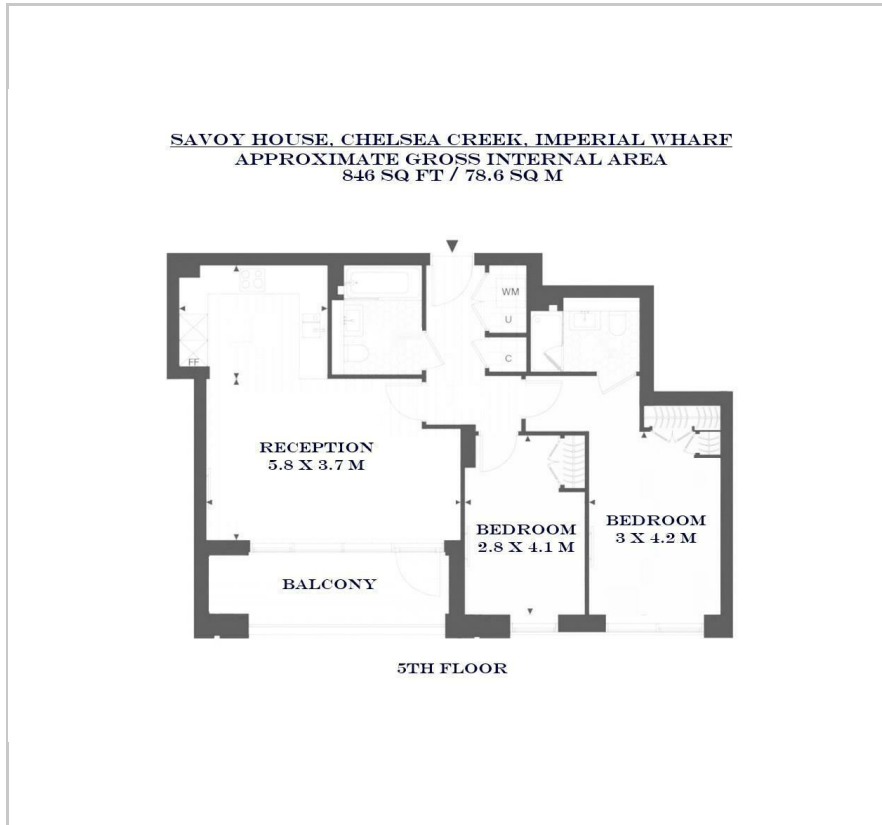 SAVOY HOUSE, CHELSEA CREEK, IMPERIAL WHARF
APPROXIMATE GROSS INTERNAL AREA
846 SQ FT / 78.6 SQ M
WM
U
C
FF
RECEPTION
5.8 X 3.7 M
BEDROOM
2.8 X 4.1 M
BEDROOM
3 X 4.2 M
BALCONY
5TH FLOOR